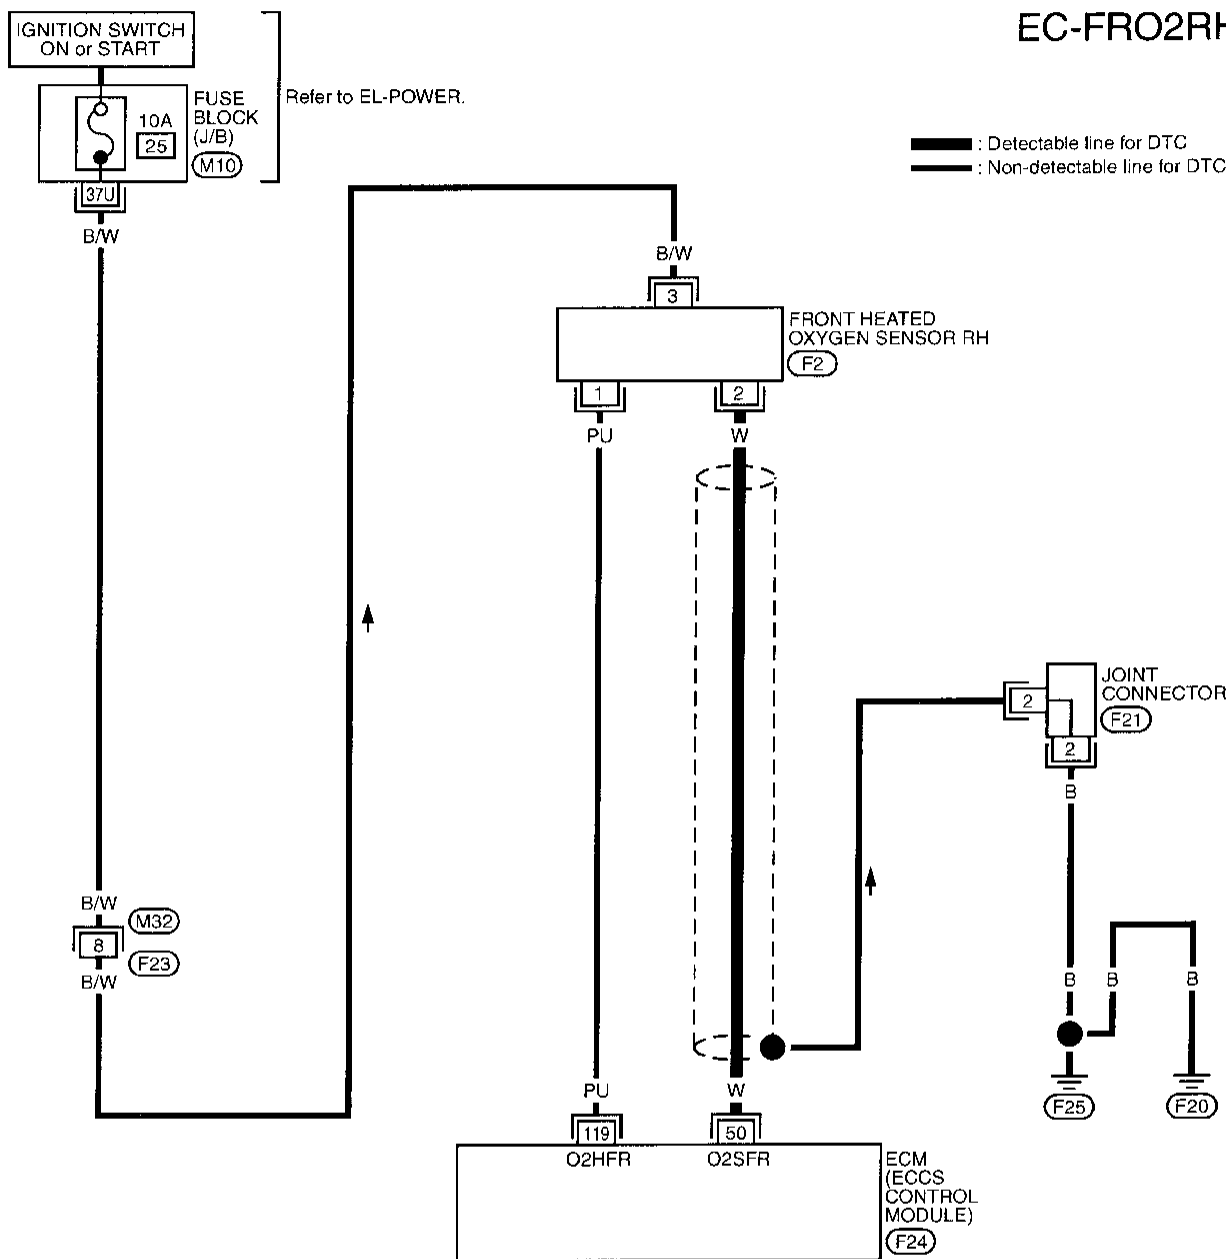 EC-FRO2RH
IGNITION SWITCH
ON or START
Refer to EL-POWER.
FUSE
BLOCK
(J/B)
M10
10A
25
37U
B/W
: Detectable line for DTC
: Non-detectable line for DTC
B/W
3
FRONT HEATED
OXYGEN SENSOR RH
F2
1
2
PU
W
JOINT
CONNECTOR
F21
2
2
B
B/W
M32
8
F23
B/W
B
B
B
PU
W
F25
F20
119
50
O2HFR
O2SFR
ECM
(ECCS
CONTROL
MODULE)
F24